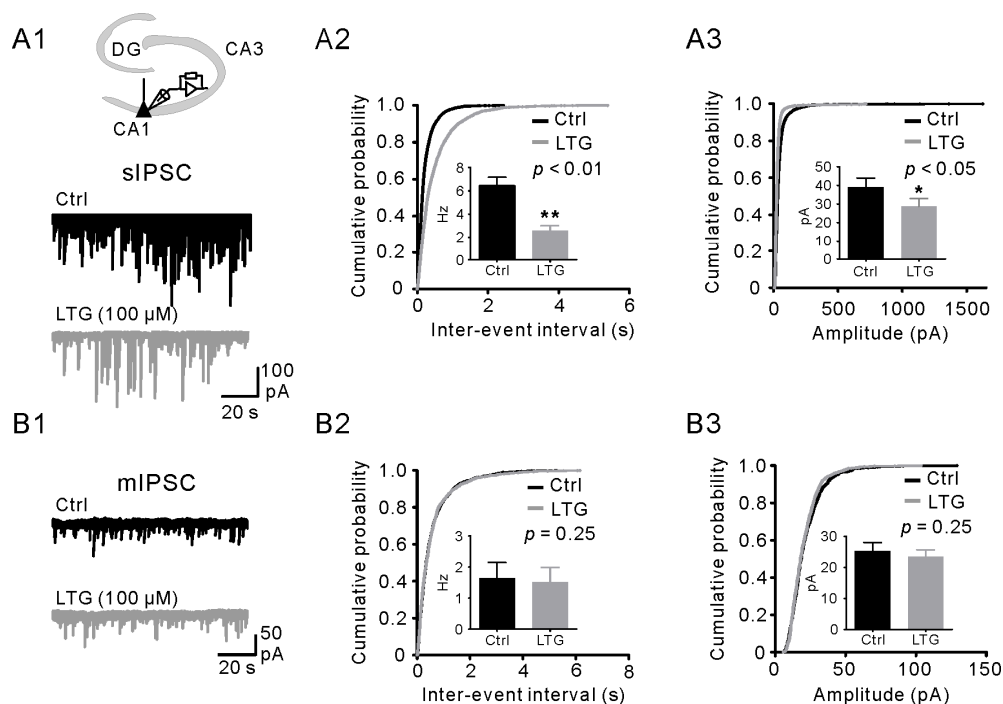 A1
DG
CA3
CA1
sIPSC
Ctrl
LTG (100 µM)
100
pA
20 s
A2
Cumulative probability
1.0
0.8
0.6
0.4
0.2
0
0
2
4
6
Inter-event interval (s)
Ctrl
LTG
p < 0.01
Hz
8
6
4
2
0
**
Ctrl
LTG
A3
Cumulative probability
1.0
0.8
0.6
0.4
0.2
0
0
500
1000
1500
Amplitude (pA)
Ctrl
LTG
p < 0.05
pA
50
40
30
20
10
0
*
Ctrl
LTG
B1
mIPSC
Ctrl
LTG (100 µM)
50
pA
20 s
B2
Cumulative probability
1.0
0.8
0.6
0.4
0.2
0
0
2
4
6
8
Inter-event interval (s)
Ctrl
LTG
p = 0.25
Hz
3
2
1
0
Ctrl
LTG
B3
Cumulative probability
1.0
0.8
0.6
0.4
0.2
0
0
50
100
150
Amplitude (pA)
Ctrl
LTG
p = 0.25
pA
30
20
10
0
Ctrl
LTG